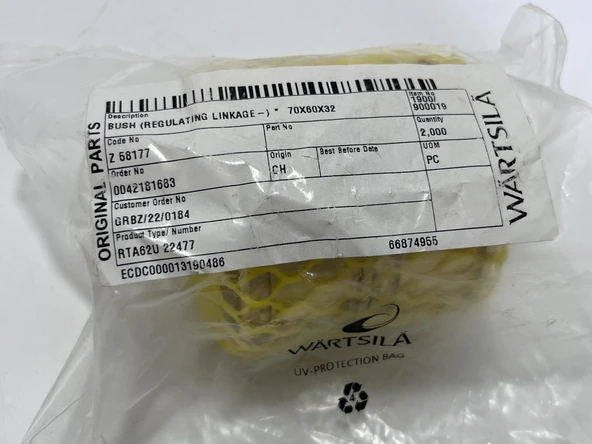 ORIGINAL PARTS
Description
BUSH (REGULATING LINKAGE-) * 70X60X32
Item No
1900/
900019
Code No
Z 58177
Part No
Quantity
2,000
Order No
0042181683
Origin
CH
Best Before Date
UOM
PC
Customer Order No
GRBZ/22/0184
Product Type/ Number
RTA62U 22477
66874955
ECDC000013190486
WÄRTSILÄ
WÄRTSILÄ
UV-PROTECTION BAG
4